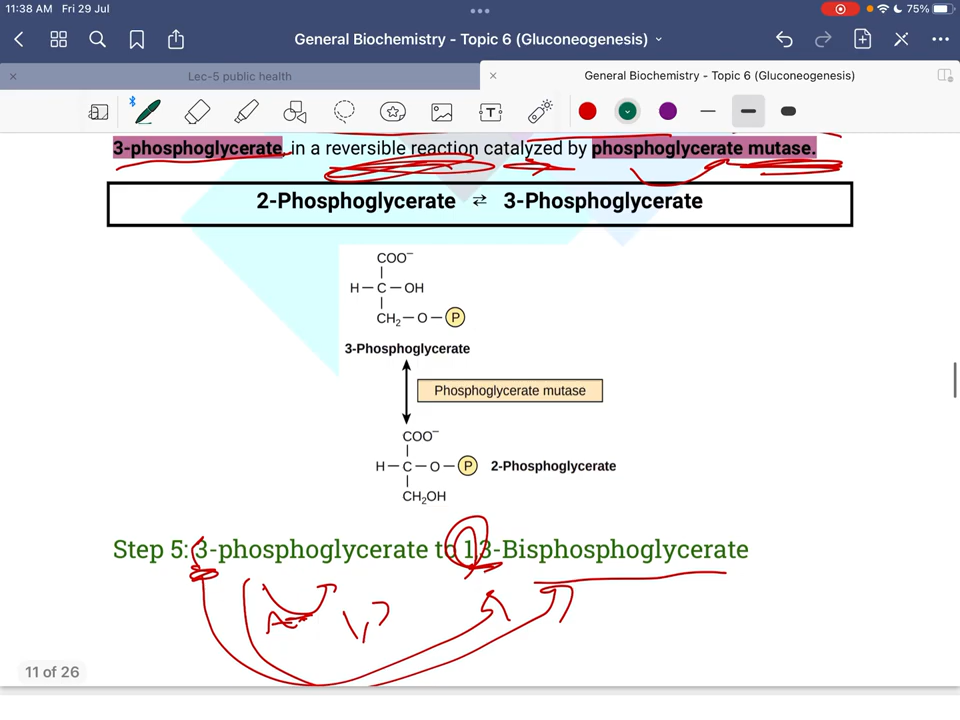 11:38 AM Fri 29 Jul
75%
General Biochemistry - Topic 6 (Gluconeogenesis)
Lec-5 public health
General Biochemistry - Topic 6 (Gluconeogenesis)
3-phosphoglycerate, in a reversible reaction catalyzed by phosphoglycerate mutase.
2-Phosphoglycerate ⇄ 3-Phosphoglycerate
COO⁻
H—C—OH
CH₂—O—P
3-Phosphoglycerate
Phosphoglycerate mutase
COO⁻
H—C—O—P 2-Phosphoglycerate
CH₂OH
Step 5: 3-phosphoglycerate to 1,3-Bisphosphoglycerate
11 of 26